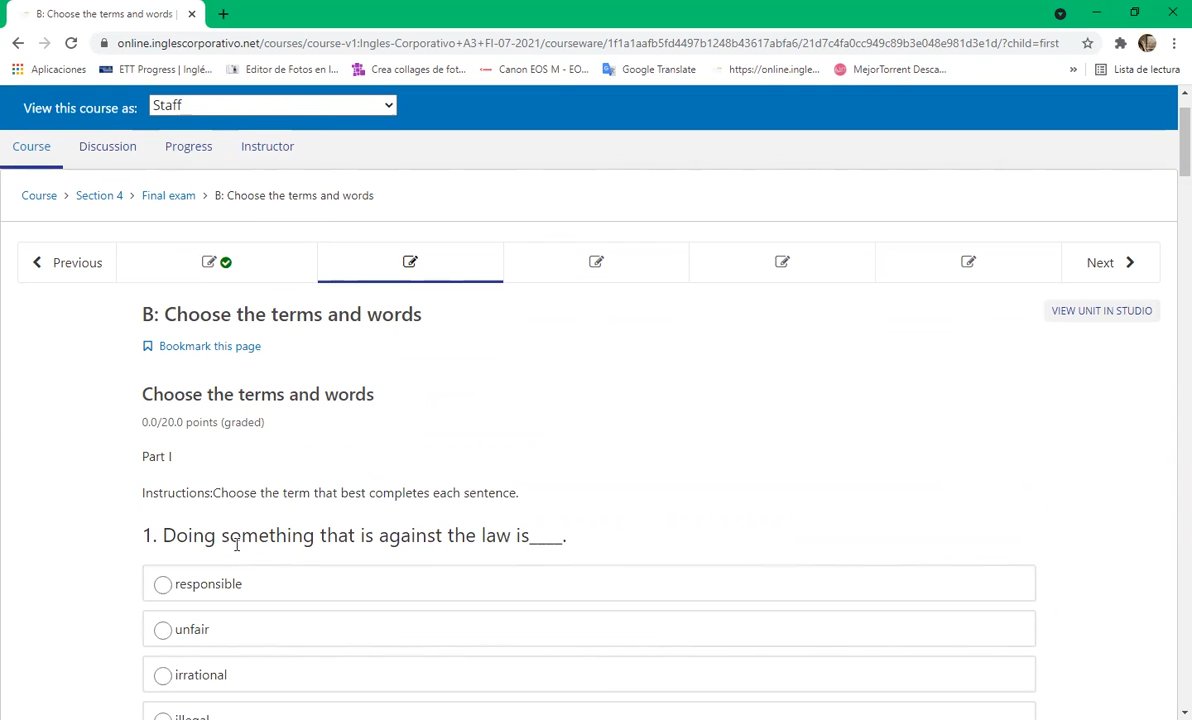 B: Choose the terms and words |
online.inglescorporativo.net/courses/course-v1:Ingles-Corporativo+A3+FI-07-2021/courseware/1f1a1aafb5fd4497b1248b43617abfa6/21d7c4fa0cc949c89b3e048e981d3e1d/?child=first
Aplicaciones ETT Progress | Inglé... Editor de Fotos en l... Crea collages de fot... Canon EOS M - EO... Google Translate https://online.ingle... MejorTorrent Desca... » Lista de lectura
View this course as: Staff
Course Discussion Progress Instructor
Course > Section 4 > Final exam > B: Choose the terms and words
Previous Next
B: Choose the terms and words VIEW UNIT IN STUDIO
Bookmark this page
Choose the terms and words
0.0/20.0 points (graded)
Part I
Instructions:Choose the term that best completes each sentence.
1. Doing something that is against the law is____.
responsible
unfair
irrational
illegal